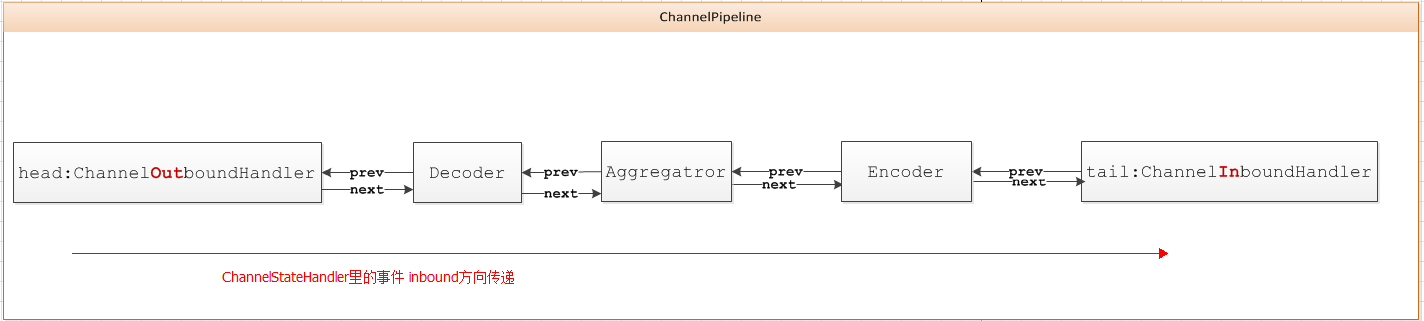 ChannelPipeline
head:ChannelOutboundHandler
prev
next
Decoder
prev
next
Aggregatror
prev
next
Encoder
prev
next
tail:ChannelInboundHandler
ChannelStateHandler里的事件 inbound方向传递